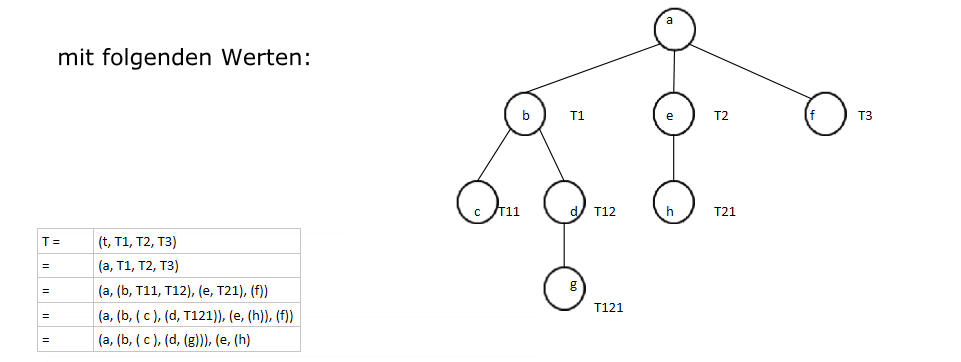 mit folgenden Werten:
a
b T1 e T2 f T3
c T11 d T12 h T21
g
T121
T = (t, T1, T2, T3)
= (a, T1, T2, T3)
= (a, (b, T11, T12), (e, T21), (f))
= (a, (b, ( c ), (d, T121)), (e, (h)), (f))
= (a, (b, ( c ), (d, (g))), (e, (h)